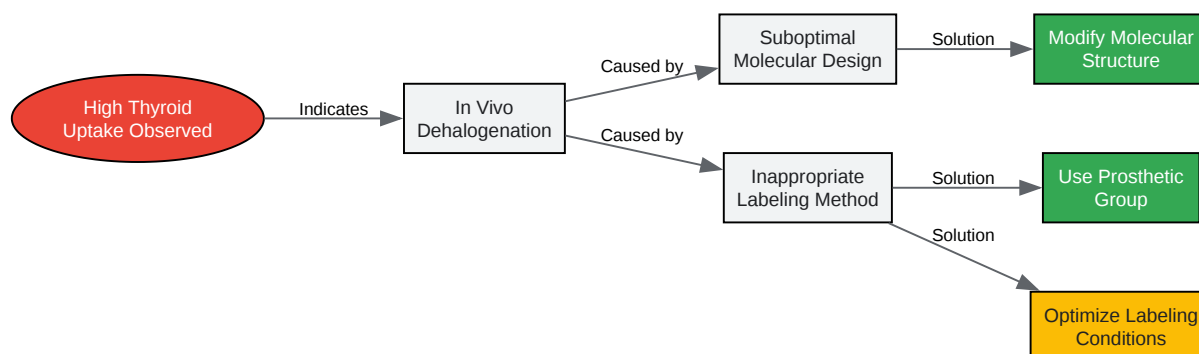 High Thyroid
Uptake Observed
Indicates
In Vivo
Dehalogenation
Caused by
Suboptimal
Molecular Design
Solution
Modify Molecular
Structure
Caused by
Inappropriate
Labeling Method
Solution
Use Prosthetic
Group
Solution
Optimize Labeling
Conditions